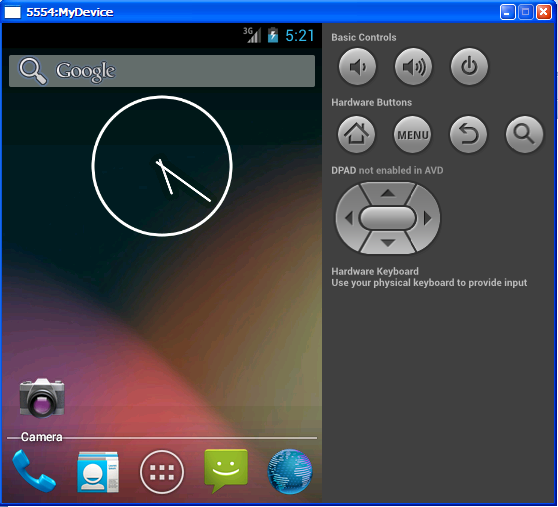 5554:MyDevice
3G 5:21
Google
Camera
Basic Controls
Hardware Buttons
MENU
DPAD not enabled in AVD
Hardware Keyboard
Use your physical keyboard to provide input